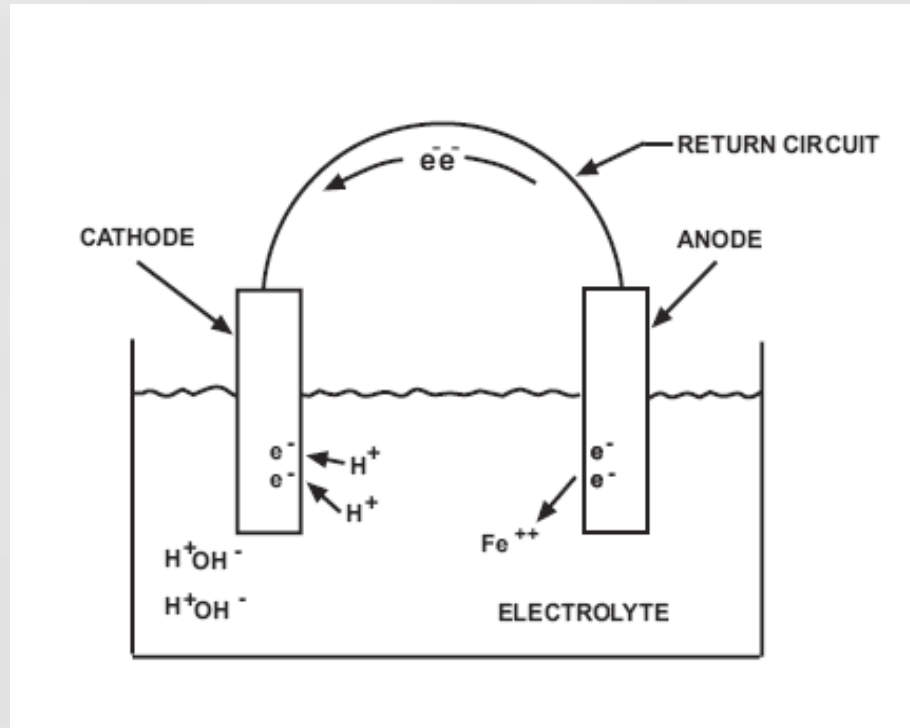 RETURN CIRCUIT
e⁻e⁻
CATHODE
ANODE
e⁻
e⁻
H⁺
H⁺
e⁻
e⁻
Fe⁺⁺
H⁺OH⁻
H⁺OH⁻
ELECTROLYTE